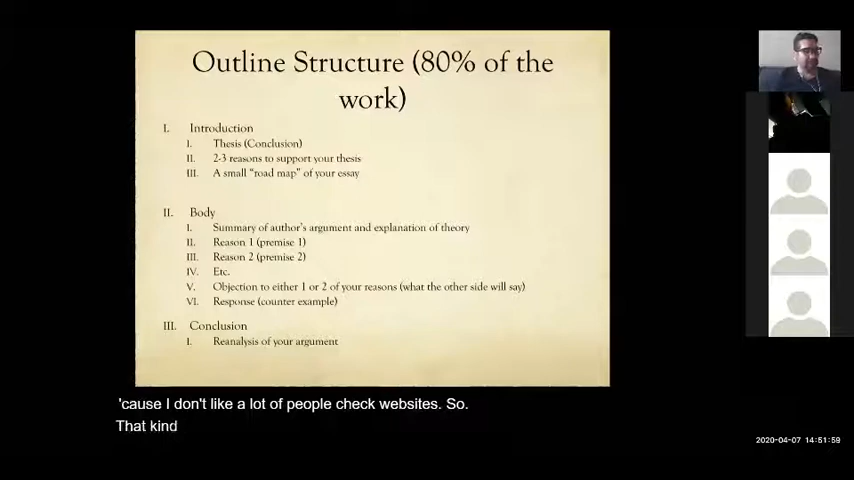 Outline Structure (80% of the
work)
I. Introduction
I. Thesis (Conclusion)
II. 2-3 reasons to support your thesis
III. A small “road map” of your essay
II. Body
I. Summary of author's argument and explanation of theory
II. Reason 1 (premise 1)
III. Reason 2 (premise 2)
IV. Etc.
V. Objection to either 1 or 2 of your reasons (what the other side will say)
VI. Response (counter example)
III. Conclusion
I. Reanalysis of your argument
'cause I don't like a lot of people check websites. So.
That kind
2020-04-07 14:51:59